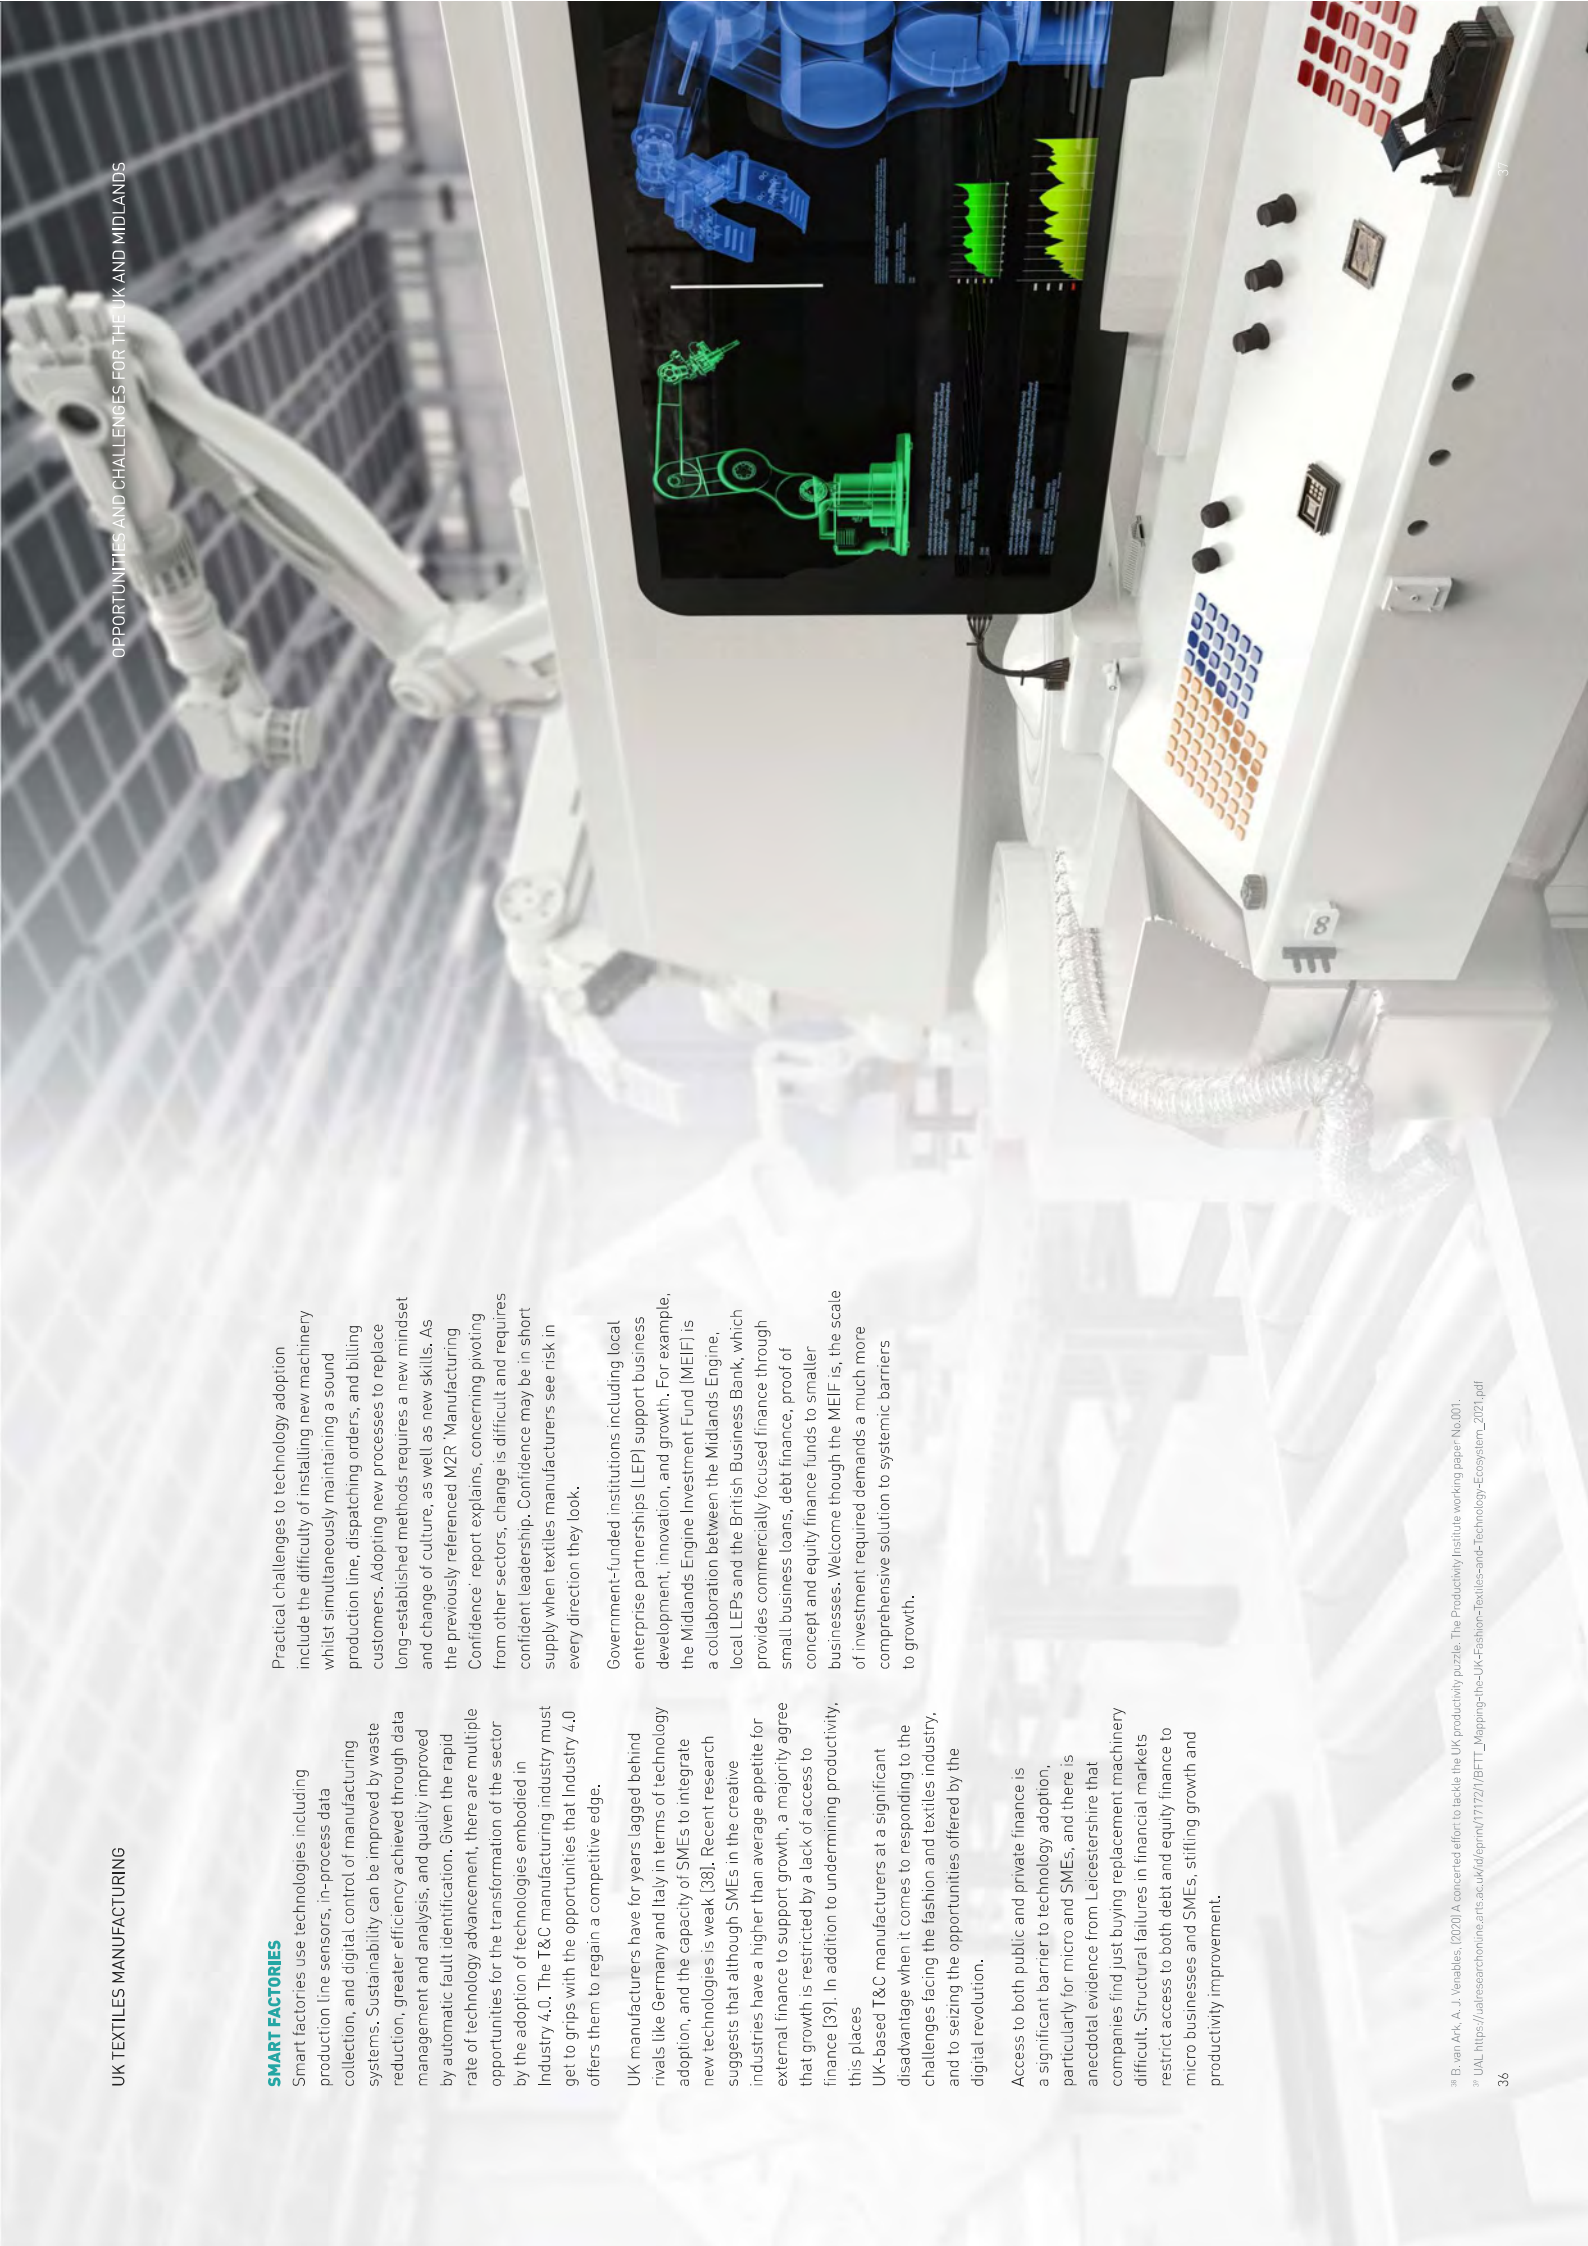 UK TEXTILES MANUFACTURING
OPPORTUNITIES AND CHALLENGES FOR THE UK AND MIDLANDS
SMART FACTORIES
Smart factories use technologies including
production line sensors, in-process data
collection, and digital control of manufacturing
systems. Sustainability can be improved by waste
reduction, greater efficiency achieved through data
management and analysis, and quality improved
by automatic fault identification. Given the rapid
rate of technology advancement, there are multiple
opportunities for the transformation of the sector
by the adoption of technologies embodied in
Industry 4.0. The T&C manufacturing industry must
get to grips with the opportunities that Industry 4.0
offers them to regain a competitive edge.
UK manufacturers have for years lagged behind
rivals like Germany and Italy in terms of technology
adoption, and the capacity of SMEs to integrate
new technologies is weak [38]. Recent research
suggests that although SMEs in the creative
industries have a higher than average appetite for
external finance to support growth, a majority agree
that growth is restricted by a lack of access to
finance [39]. In addition to undermining productivity,
this places
UK-based T&C manufacturers at a significant
disadvantage when it comes to responding to the
challenges facing the fashion and textiles industry,
and to seizing the opportunities offered by the
digital revolution.
Access to both public and private finance is
a significant barrier to technology adoption,
particularly for micro and SMEs, and there is
anecdotal evidence from Leicestershire that
companies find just buying replacement machinery
difficult. Structural failures in financial markets
restrict access to both debt and equity finance to
micro businesses and SMEs, stifling growth and
productivity improvement.
Practical challenges to technology adoption
include the difficulty of installing new machinery
whilst simultaneously maintaining a sound
production line, dispatching orders, and billing
customers. Adopting new processes to replace
long-established methods requires a new mindset
and change of culture, as well as new skills. As
the previously referenced M2R ‘Manufacturing
Confidence’ report explains, concerning pivoting
from other sectors, change is difficult and requires
confident leadership. Confidence may be in short
supply when textiles manufacturers see risk in
every direction they look.
Government-funded institutions including local
enterprise partnerships (LEP) support business
development, innovation, and growth. For example,
the Midlands Engine Investment Fund (MEIF) is
a collaboration between the Midlands Engine,
local LEPs and the British Business Bank, which
provides commercially focused finance through
small business loans, debt finance, proof of
concept and equity finance funds to smaller
businesses. Welcome though the MEIF is, the scale
of investment required demands a much more
comprehensive solution to systemic barriers
to growth.
8
38 B. van Ark, A. J. Venables, (2020) A concerted effort to tackle the UK productivity puzzle. The Productivity Institute working paper No.001.
39 UAL https://ualresearchonline.arts.ac.uk/id/eprint/17172/1/BFTT_Mapping-the-UK-Fashion-Textiles-and-Technology-Ecosystem_2021.pdf
36
37